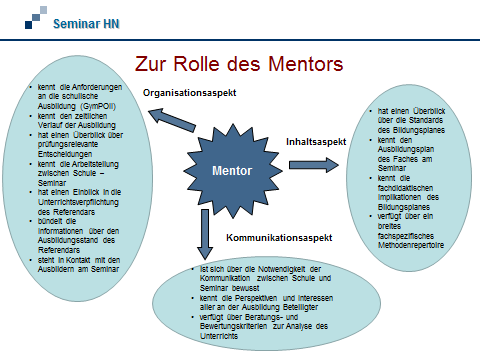 Seminar HN
Zur Rolle des Mentors
Organisationsaspekt
• kennt die Anforderungen
an die schulische
Ausbildung (GymPOII)
• kennt den zeitlichen
Verlauf der Ausbildung
• hat einen Überblick über
prüfungsrelevante
Entscheidungen
• kennt die Arbeitsteilung
zwischen Schule –
Seminar
• hat einen Einblick in die
Unterrichtsverpflichtung
des Referendars
• bündelt die
Informationen über den
Ausbildungsstand des
Referendars
• steht in Kontakt mit den
Ausbildern am Seminar
Mentor
Inhaltsaspekt
• hat einen Überblick
über die Standards
des Bildungsplanes
• kennt den
Ausbildungsplan
des Faches am
Seminar
• kennt die
fachdidaktischen
Implikationen des
Bildungsplanes
• verfügt über ein
breites
fachspezifisches
Methodenrepertoire
Kommunikationsaspekt
• ist sich über die Notwendigkeit der
Kommunikation zwischen Schule und
Seminar bewusst
• kennt die Perspektiven und Interessen
aller an der Ausbildung Beteiligter
• verfügt über Beratungs- und
Bewertungskriterien zur Analyse des
Unterrichts